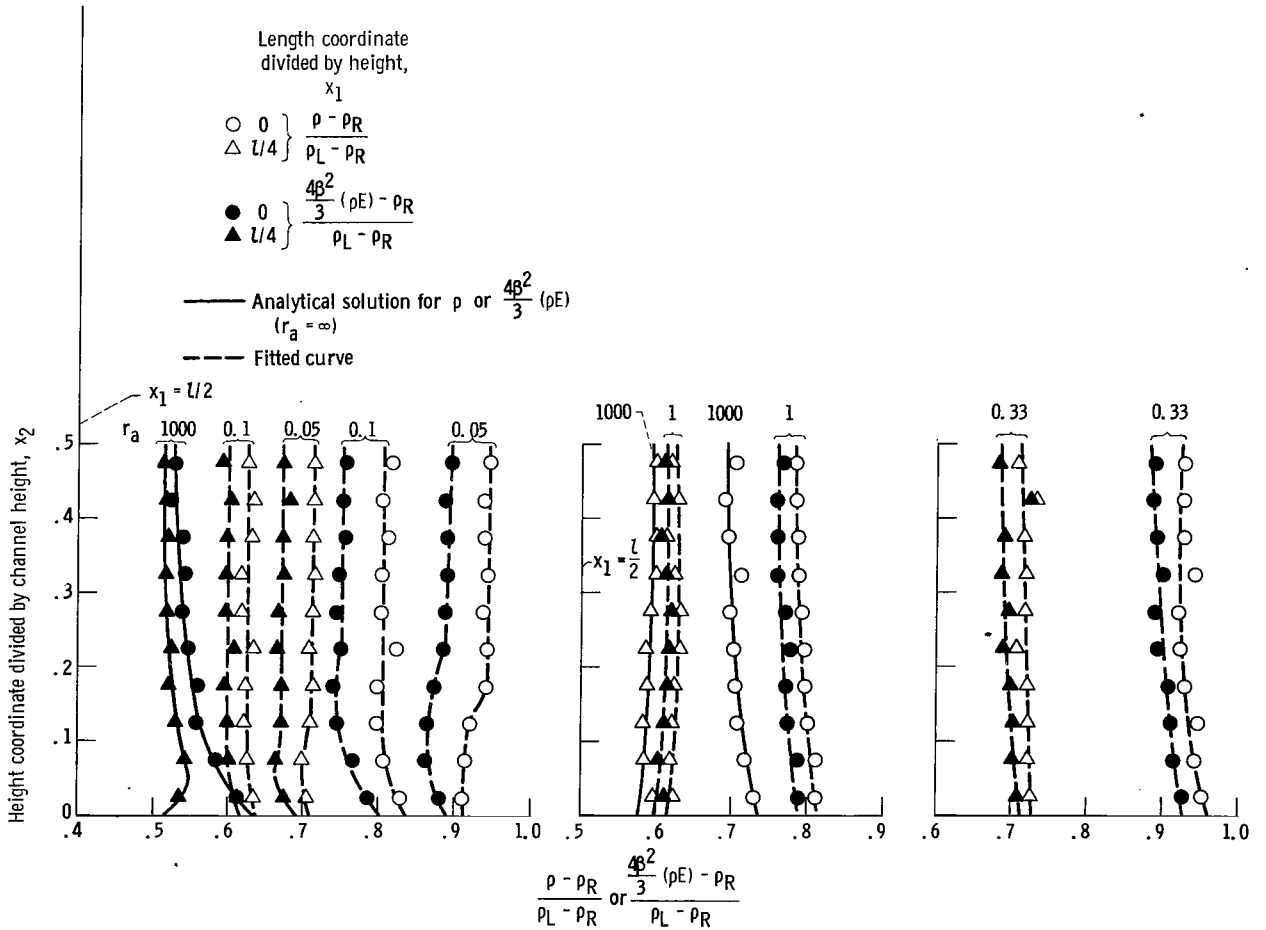 Length coordinate
divided by height,
x₁
○ 0 } (ρ - ρR)/(ρL - ρR)
△ l/4
● 0 } (4β²/3 (ρE) - ρR)/(ρL - ρR)
▲ l/4
Analytical solution for ρ or 4β²/3 (ρE)
(ra = ∞)
Fitted curve
x₁ = l/2
ra 1000 0.1 0.05 0.1 0.05
1000 1 1000 1
0.33 0.33
x₁ = l/2
Height coordinate divided by channel height, x₂
.5
.4
.3
.2
.1
0
.4 .5 .6 .7 .8 .9 1.0
.5 .6 .7 .8 .9
.6 .7 .8 .9 1.0
(ρ - ρR)/(ρL - ρR) or (4β²/3 (ρE) - ρR)/(ρL - ρR)